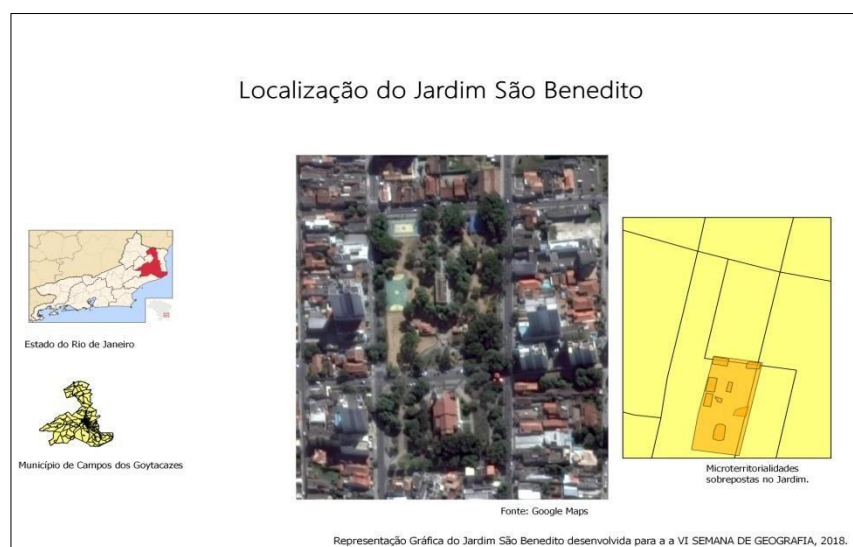 Localização do Jardim São Benedito
Estado do Rio de Janeiro
Município de Campos dos Goytacazes
Microterritorialidades
sobrepostas no Jardim.
Fonte: Google Maps
Representação Gráfica do Jardim São Benedito desenvolvida para a a VI SEMANA DE GEOGRAFIA, 2018.